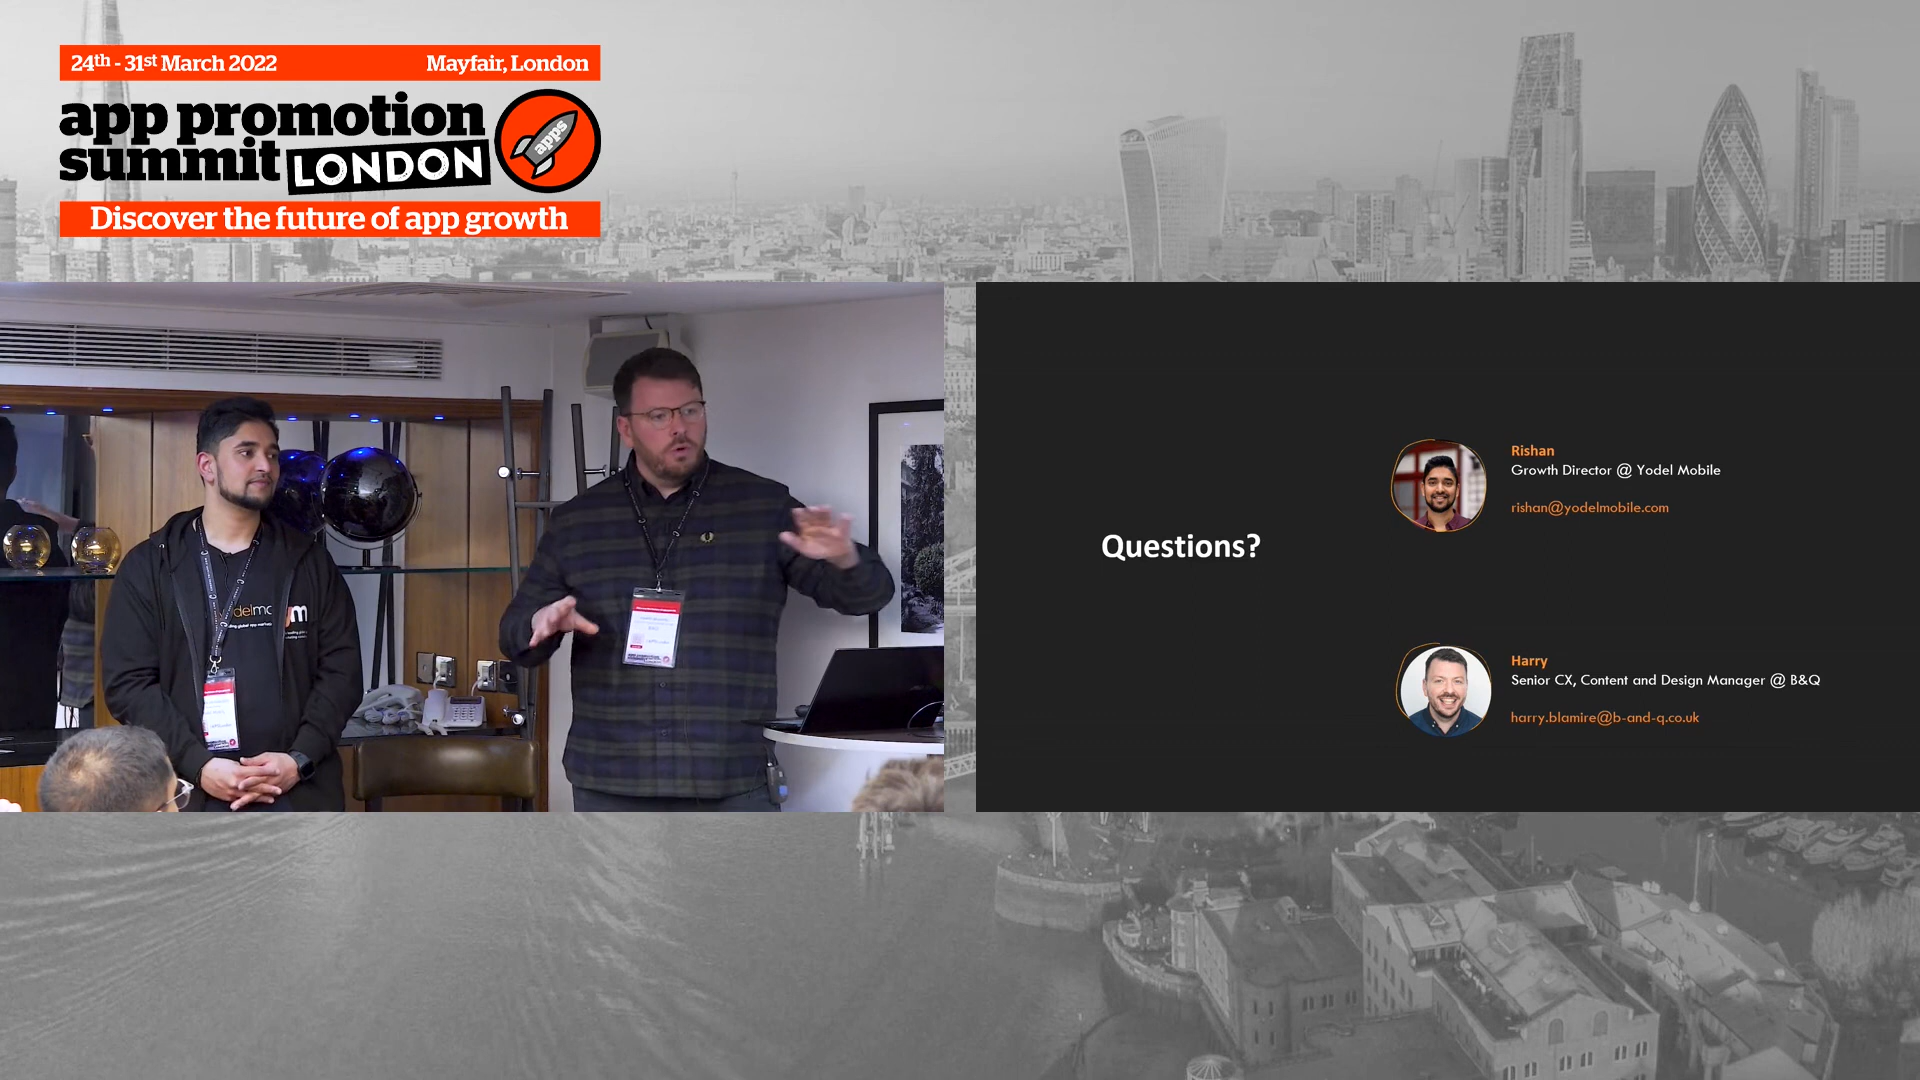 24th - 31st March 2022
Mayfair, London
app promotion
summit LONDON
apps
Discover the future of app growth
Questions?
Rishan
Growth Director @ Yodel Mobile
rishan@yodelmobile.com
Harry
Senior CX, Content and Design Manager @ B&Q
harry.blamire@b-and-q.co.uk